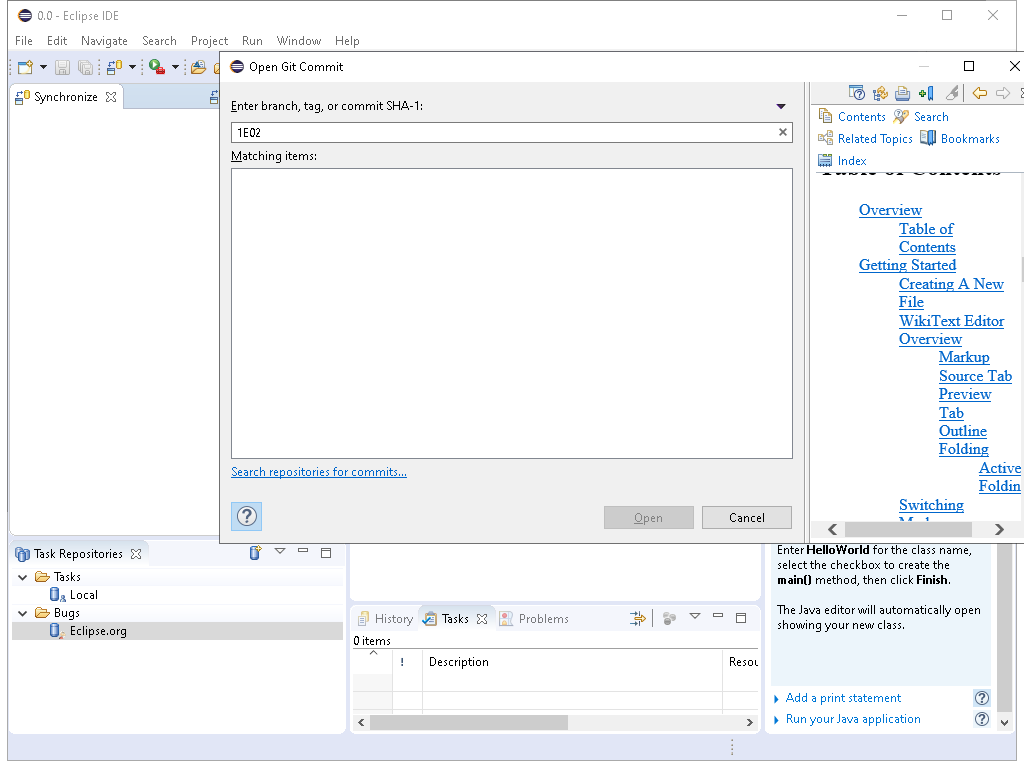 0.0 - Eclipse IDE
File Edit Navigate Search Project Run Window Help
Synchronize
Open Git Commit
Enter branch, tag, or commit SHA-1:
1E02
Matching items:
Search repositories for commits...
Open Cancel
Contents Search
Related Topics Bookmarks
Index
Table of Contents
Overview
Table of
Contents
Getting Started
Creating A New
File
WikiText Editor
Overview
Markup
Source Tab
Preview
Tab
Outline
Folding
Active
Foldin
Switching
Task Repositories
Tasks
Local
Bugs
Eclipse.org
History Tasks Problems
0 items
! Description Resou
Enter HelloWorld for the class name,
select the checkbox to create the
main() method, then click Finish.
The Java editor will automatically open
showing your new class.
Add a print statement
Run your Java application